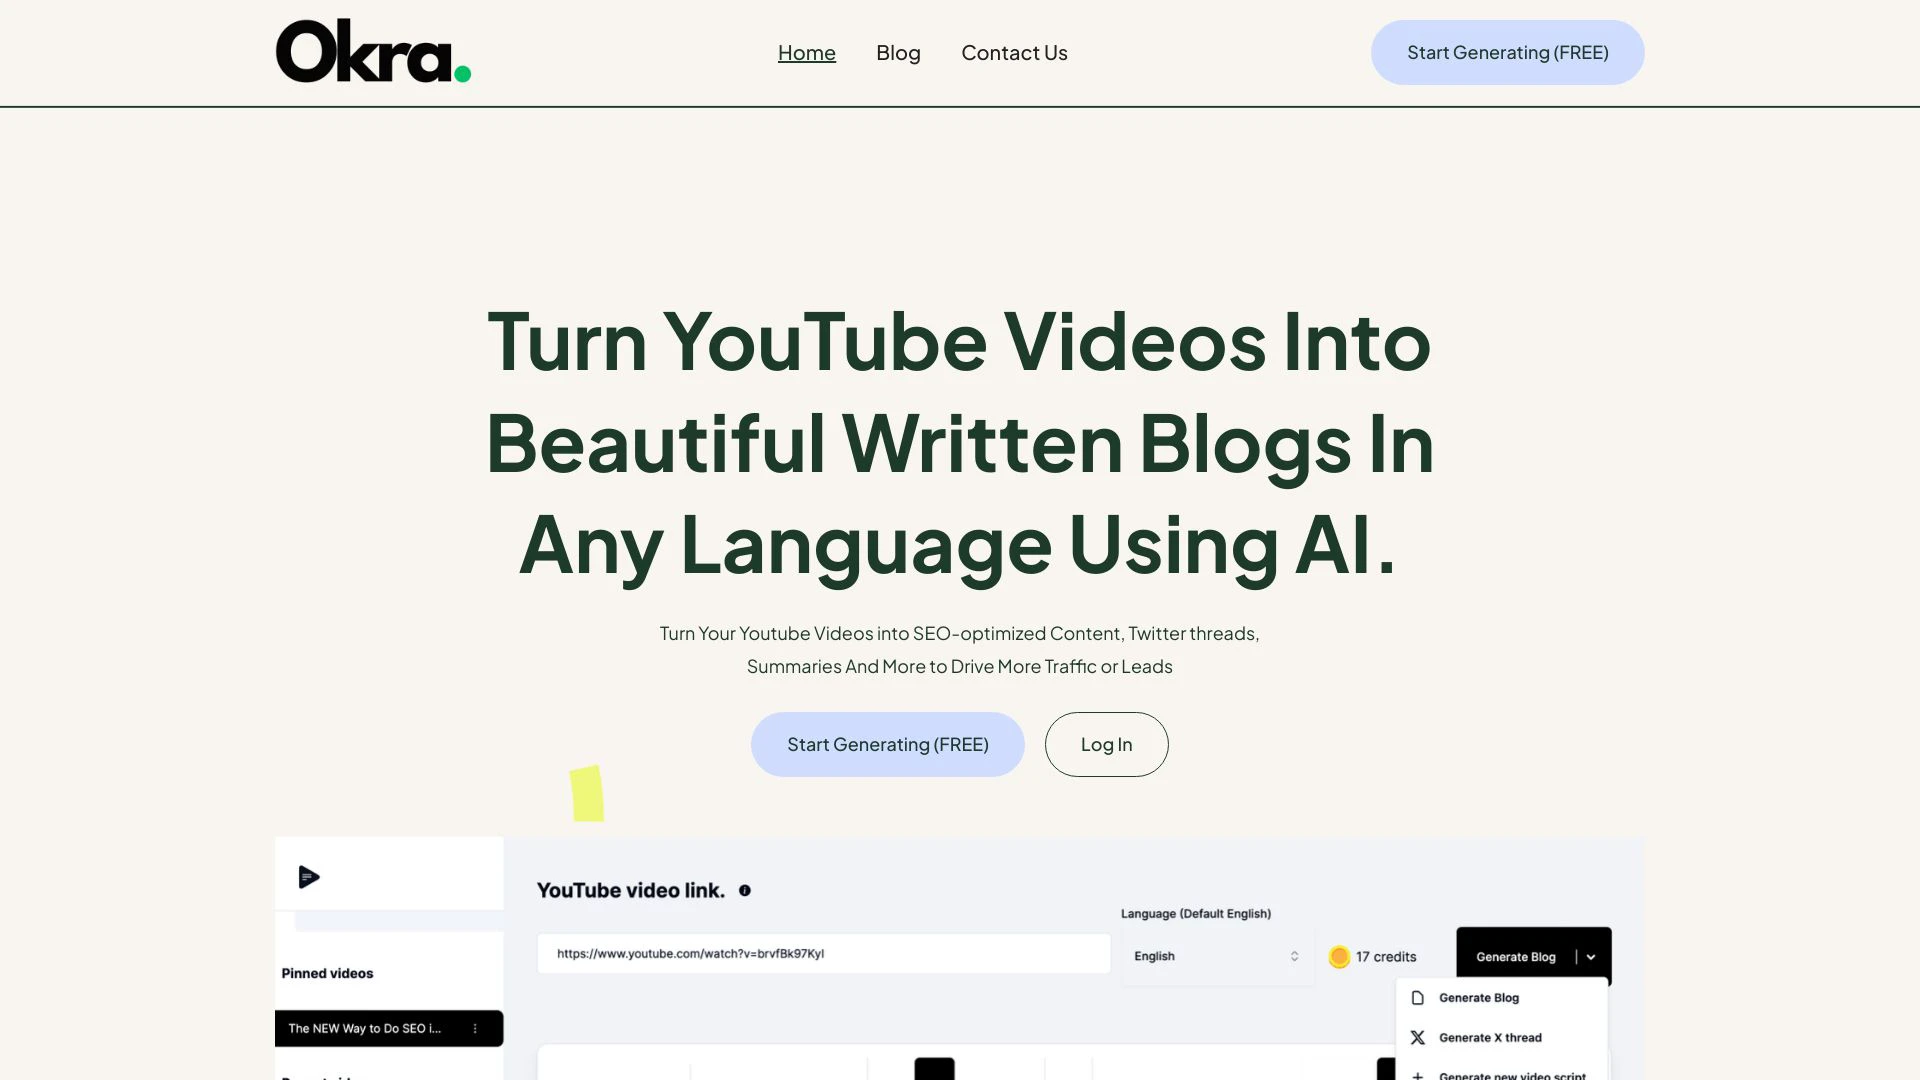 Okra.
Home
Blog
Contact Us
Start Generating (FREE)
Turn YouTube Videos Into
Beautiful Written Blogs In
Any Language Using AI.
Turn Your Youtube Videos into SEO-optimized Content, Twitter threads,
Summaries And More to Drive More Traffic or Leads
Start Generating (FREE)
Log In
YouTube video link.
Language (Default English)
https://www.youtube.com/watch?v=brvfBk97KyI
English
17 credits
Generate Blog
Pinned videos
Generate Blog
The NEW Way to Do SEO i...
Generate X thread
Generate new video script